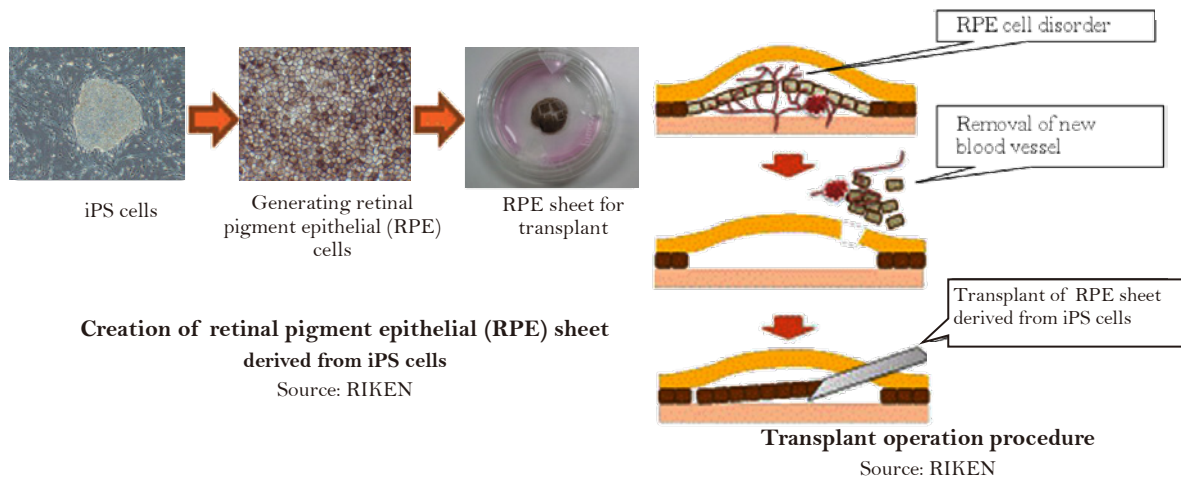 iPS cells
Generating retinal
pigment epithelial (RPE)
cells
RPE sheet for
transplant
Creation of retinal pigment epithelial (RPE) sheet
derived from iPS cells
Source: RIKEN
RPE cell disorder
Removal of new
blood vessel
Transplant of RPE sheet
derived from iPS cells
Transplant operation procedure
Source: RIKEN